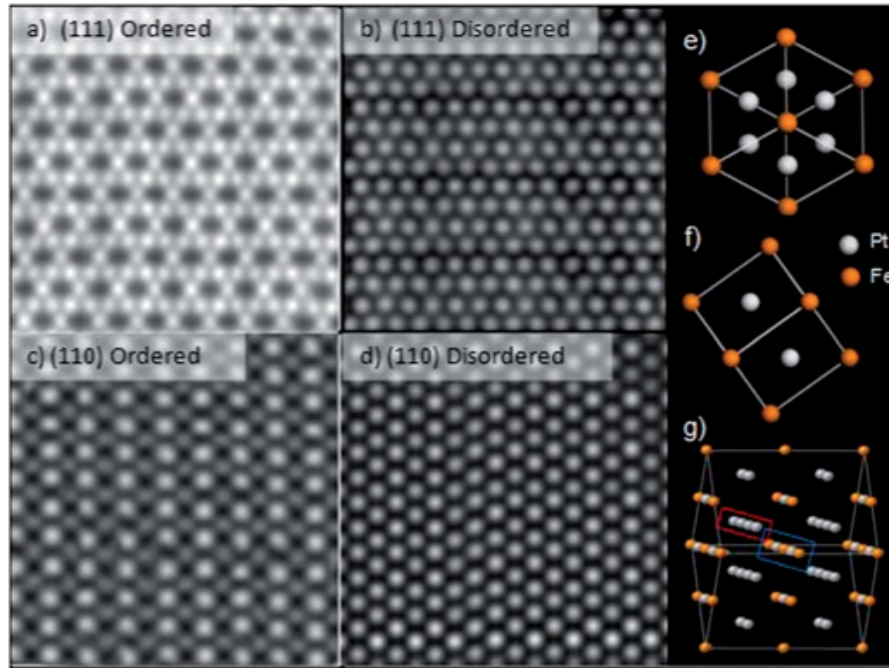 a) (111) Ordered
b) (111) Disordered
e)
f)
Pt
Fe
c) (110) Ordered
d) (110) Disordered
g)